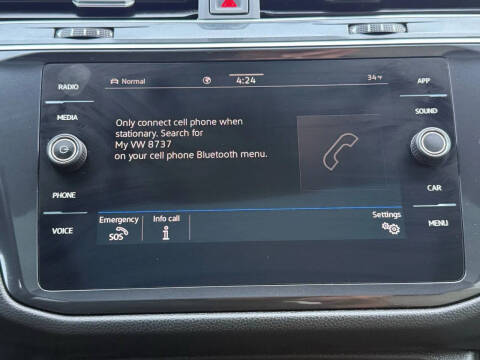 RADIO
MEDIA
PHONE
VOICE
Normal
4:24
34°F
Only connect cell phone when
stationary. Search for
My VW 8737
on your cell phone Bluetooth menu.
Emergency
SOS
Info call
Settings
APP
SOUND
CAR
MENU